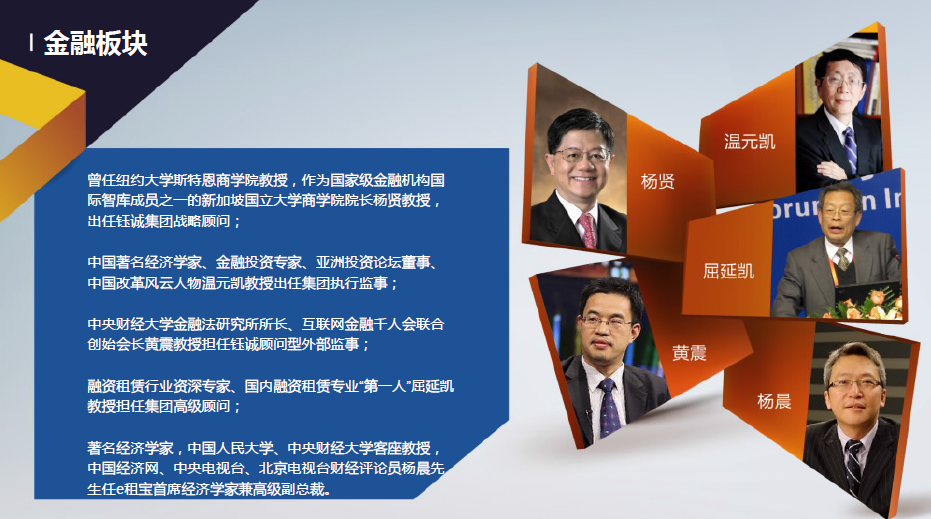 金融板块
曾任纽约大学斯特恩商学院教授，作为国家级金融机构国
际智库成员之一的新加坡国立大学商学院院长杨贤教授，
出任钰诚集团战略顾问；
中国著名经济学家、金融投资专家、亚洲投资论坛董事、
中国改革风云人物温元凯教授出任集团执行监事；
中央财经大学金融法研究所所长、互联网金融千人会联合
创始会长黄震教授担任钰诚顾问型外部监事；
融资租赁行业资深专家、国内融资租赁专业“第一人”屈延凯
教授担任集团高级顾问；
著名经济学家，中国人民大学、中央财经大学客座教授，
中国经济网、中央电视台、北京电视台财经评论员杨晨先
生任e租宝首席经济学家兼高级副总裁。
温元凯
杨贤
屈延凯
黄震
杨晨